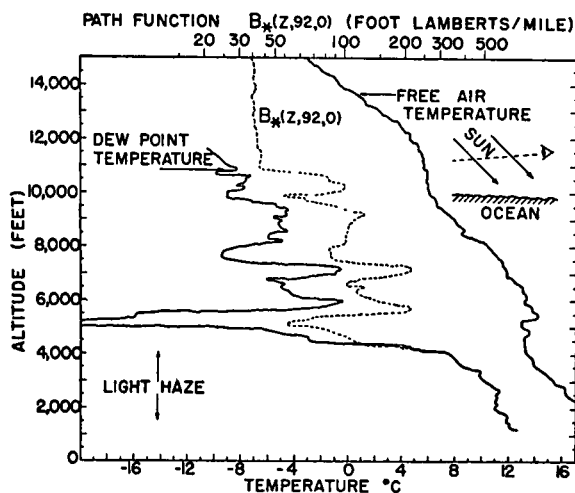 PATH FUNCTION B*(Z,92,0) (FOOT LAMBERTS/MILE)
20 30 40 50 100 200 300 500
14,000
12,000
10,000
8,000
6,000
4,000
2,000
0
ALTITUDE (FEET)
FREE AIR
TEMPERATURE
B*(Z,92,0)
DEW POINT
TEMPERATURE
SUN
OCEAN
LIGHT HAZE
-16 -12 -8 -4 0 4 8 12 16
TEMPERATURE °C